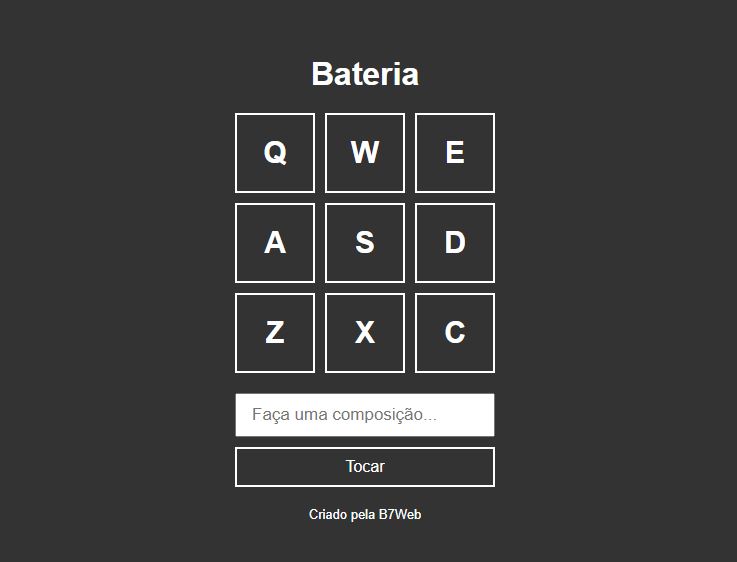 Bateria
Q W E
A S D
Z X C
Faça uma composição...
Tocar
Criado pela B7Web